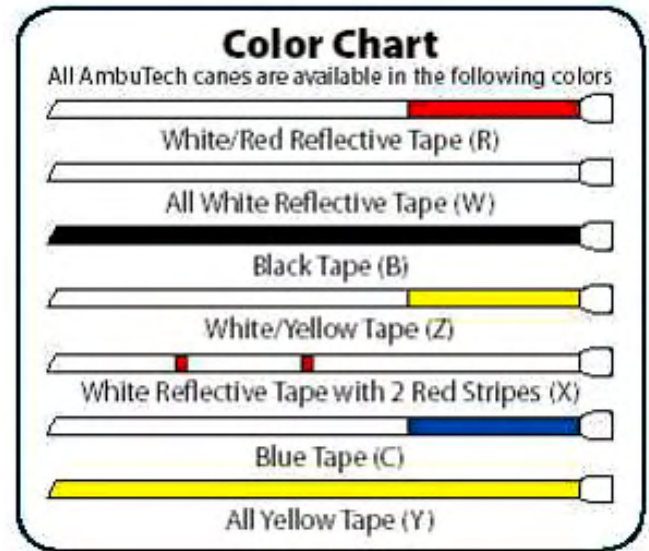 Color Chart
All AmbuTech canes are available in the following colors
White/Red Reflective Tape (R)
All White Reflective Tape (W)
Black Tape (B)
White/Yellow Tape (Z)
White Reflective Tape with 2 Red Stripes (X)
Blue Tape (C)
All Yellow Tape (Y)